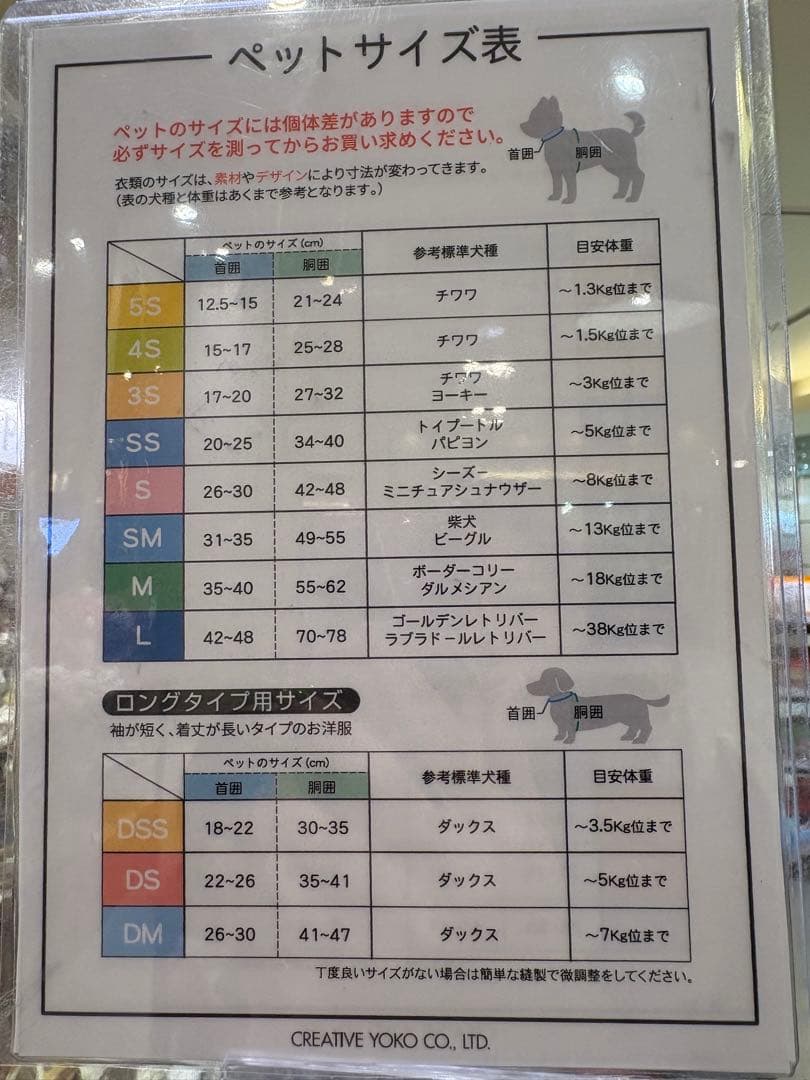 ペットサイズ表
ペットのサイズには個体差がありますので
必ずサイズを測ってからお買い求めください。
衣類のサイズは、素材やデザインにより寸法が変わってきます。
(表の犬種と体重はあくまで参考となります。)
首囲 胴囲
ペットのサイズ(cm) 参考標準犬種 目安体重
首囲 胴囲
5S 12.5~15 21~24 チワワ ～1.3Kg位まで
4S 15~17 25~28 チワワ ～1.5Kg位まで
3S 17~20 27~32 チワワ ヨーキー ～3Kg位まで
SS 20~25 34~40 トイプードル パピヨン ～5Kg位まで
S 26~30 42~48 シーズー ミニチュアシュナウザー ～8Kg位まで
SM 31~35 49~55 柴犬 ビーグル ～13Kg位まで
M 35~40 55~62 ボーダーコリー ダルメシアン ～18Kg位まで
L 42~48 70~78 ゴールデンレトリバー ラブラドールレトリバー ～38Kg位まで
ロングタイプ用サイズ
袖が短く、着丈が長いタイプのお洋服
首囲 胴囲
ペットのサイズ(cm) 参考標準犬種 目安体重
首囲 胴囲
DSS 18~22 30~35 ダックス ～3.5Kg位まで
DS 22~26 35~41 ダックス ～5Kg位まで
DM 26~30 41~47 ダックス ～7Kg位まで
丁度良いサイズがない場合は簡単な縫製で微調整をしてください。
CREATIVE YOKO CO., LTD.